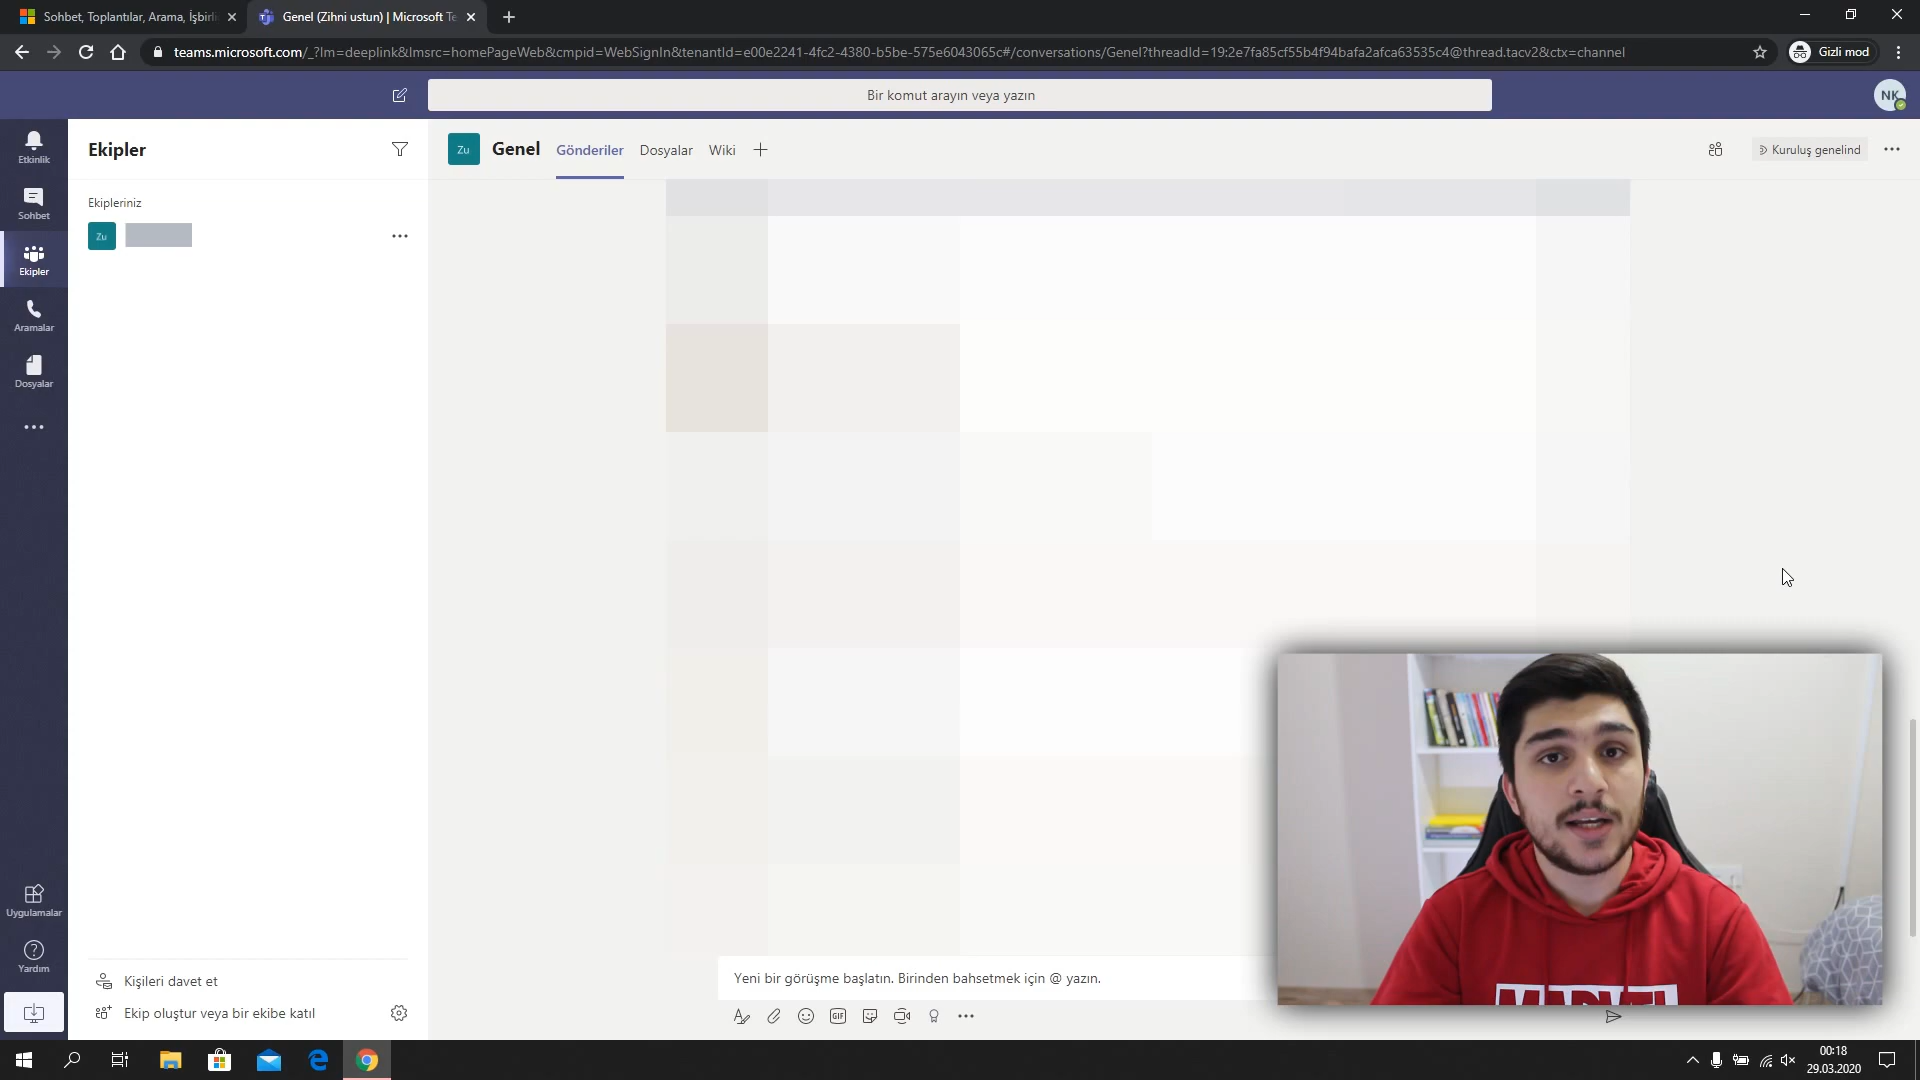 Sohbet, Toplantılar, Arama, İşbirli
Genel (Zihni ustun) | Microsoft Te
teams.microsoft.com/_?lm=deeplink&lmsrc=homePageWeb&cmpid=WebSignIn&tenantId=e00e2241-4fc2-4380-b5be-575e6043065c#/conversations/Genel?threadId=19:2e7fa85cf55b4f94bafa2afca63535c4@thread.tacv2&ctx=channel
Gizli mod
Bir komut arayın veya yazın
NK
Etkinlik
Sohbet
Ekipler
Aramalar
Dosyalar
Uygulamalar
Yardım
Ekipler
Ekipleriniz
Zu
Kişileri davet et
Ekip oluştur veya bir ekibe katıl
Zu
Genel
Gönderiler
Dosyalar
Wiki
Kuruluş genelind
Yeni bir görüşme başlatın. Birinden bahsetmek için @ yazın.
GIF
MARVEL
00:18
29.03.2020